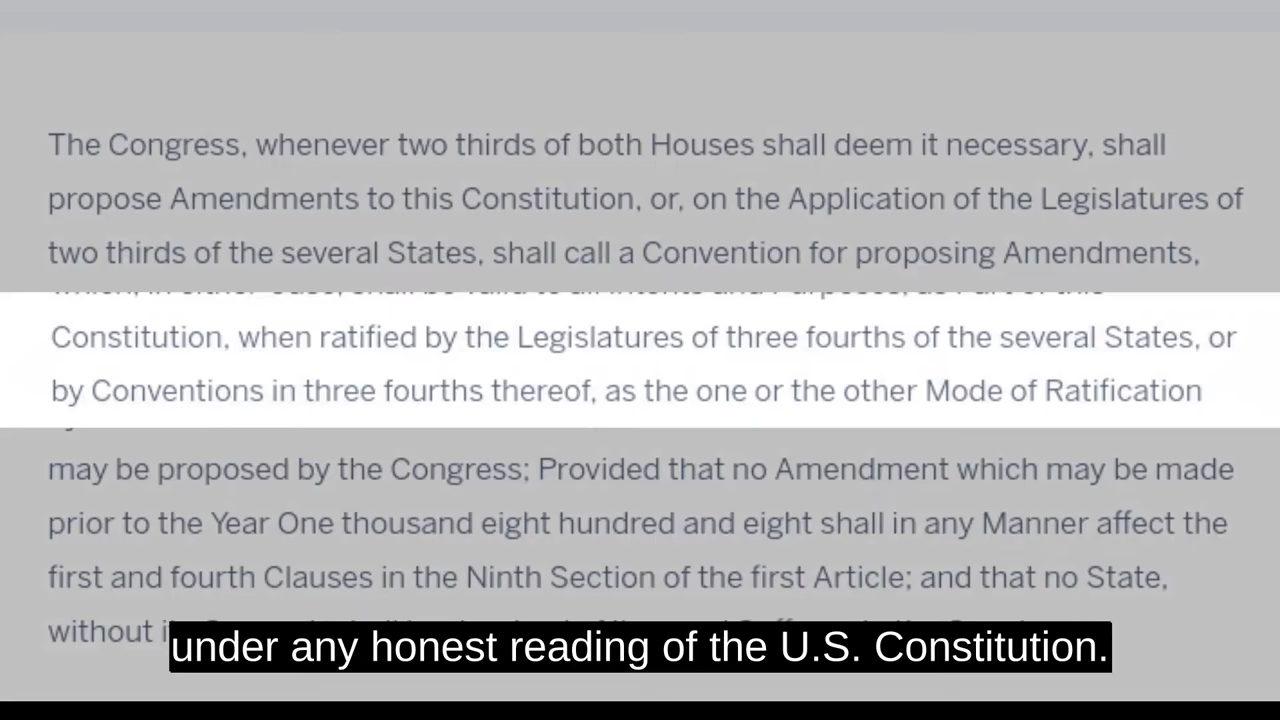 The Congress, whenever two thirds of both Houses shall deem it necessary, shall
propose Amendments to this Constitution, or, on the Application of the Legislatures of
two thirds of the several States, shall call a Convention for proposing Amendments,
Constitution, when ratified by the Legislatures of three fourths of the several States, or
by Conventions in three fourths thereof, as the one or the other Mode of Ratification
may be proposed by the Congress; Provided that no Amendment which may be made
prior to the Year One thousand eight hundred and eight shall in any Manner affect the
first and fourth Clauses in the Ninth Section of the first Article; and that no State,
without
under any honest reading of the U.S. Constitution.